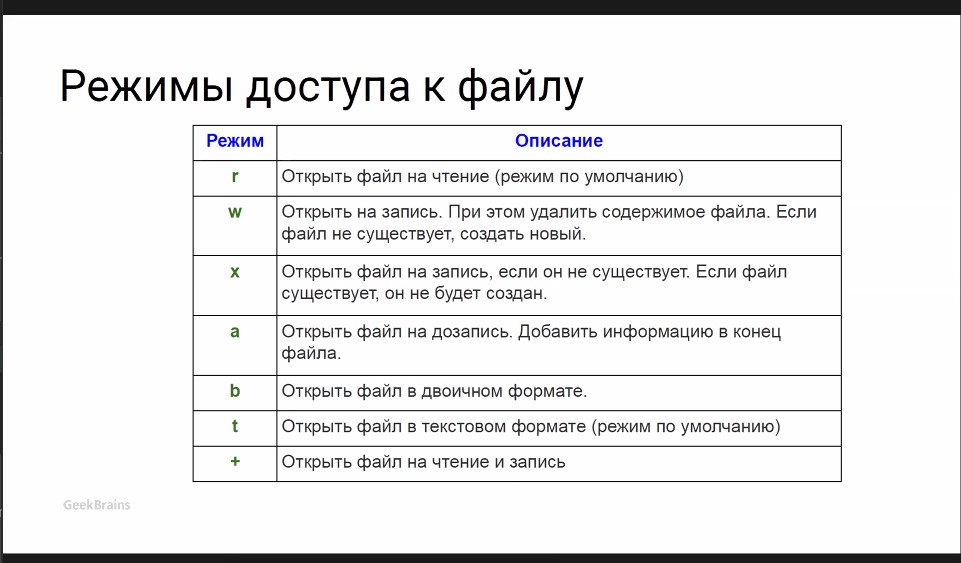 Режимы доступа к файлу
Режим Описание
r Открыть файл на чтение (режим по умолчанию)
w Открыть на запись. При этом удалить содержимое файла. Если
файл не существует, создать новый.
x Открыть файл на запись, если он не существует. Если файл
существует, он не будет создан.
a Открыть файл на дозапись. Добавить информацию в конец
файла.
b Открыть файл в двоичном формате.
t Открыть файл в текстовом формате (режим по умолчанию)
+ Открыть файл на чтение и запись
GeekBrains